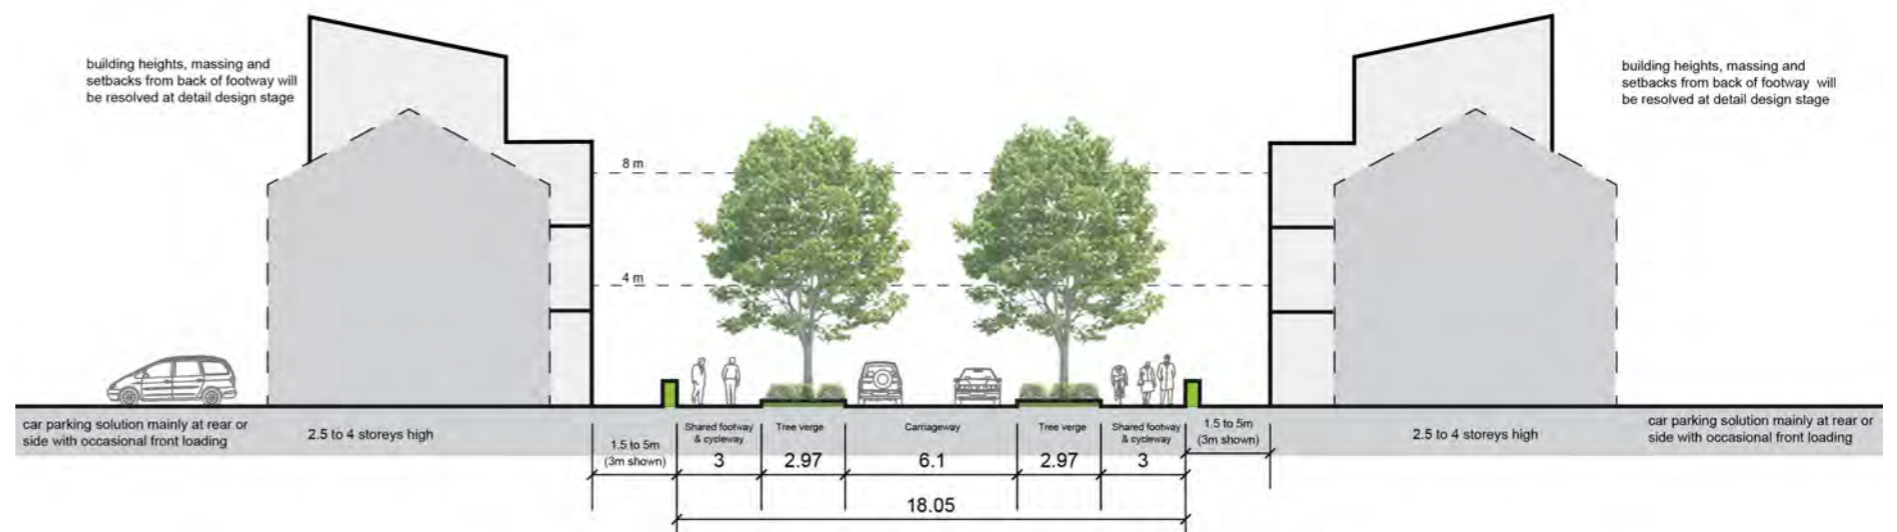 building heights, massing and
setbacks from back of footway will
be resolved at detail design stage
building heights, massing and
setbacks from back of footway will
be resolved at detail design stage
8 m
4 m
car parking solution mainly at rear or
side with occasional front loading
2.5 to 4 storeys high
1.5 to 5m
(3m shown)
Shared footway
& cycleway
3
Tree verge
2.97
Carriageway
6.1
Tree verge
2.97
Shared footway
& cycleway
3
1.5 to 5m
(3m shown)
2.5 to 4 storeys high
car parking solution mainly at rear or
side with occasional front loading
18.05